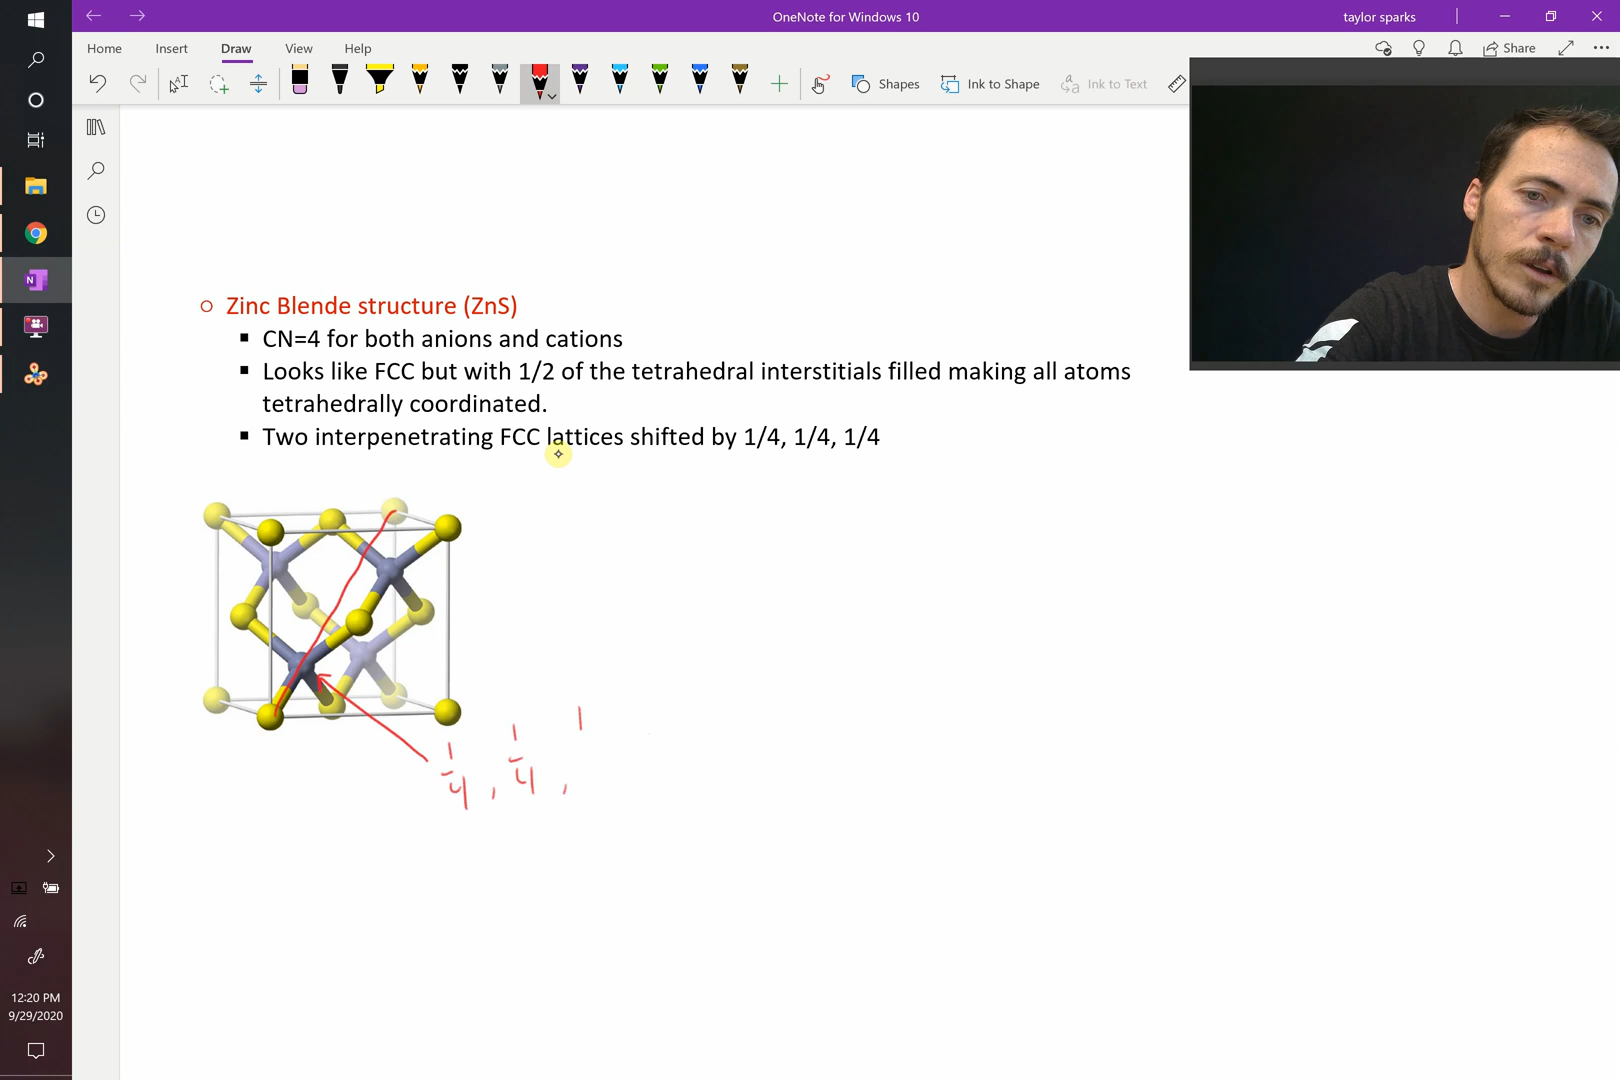 OneNote for Windows 10
taylor sparks
Home Insert Draw View Help
Share
Shapes
Ink to Shape
Ink to Text
○ Zinc Blende structure (ZnS)
▪ CN=4 for both anions and cations
▪ Looks like FCC but with 1/2 of the tetrahedral interstitials filled making all atoms
tetrahedrally coordinated.
▪ Two interpenetrating FCC lattices shifted by 1/4, 1/4, 1/4
1/4, 1/4, 1
12:20 PM
9/29/2020